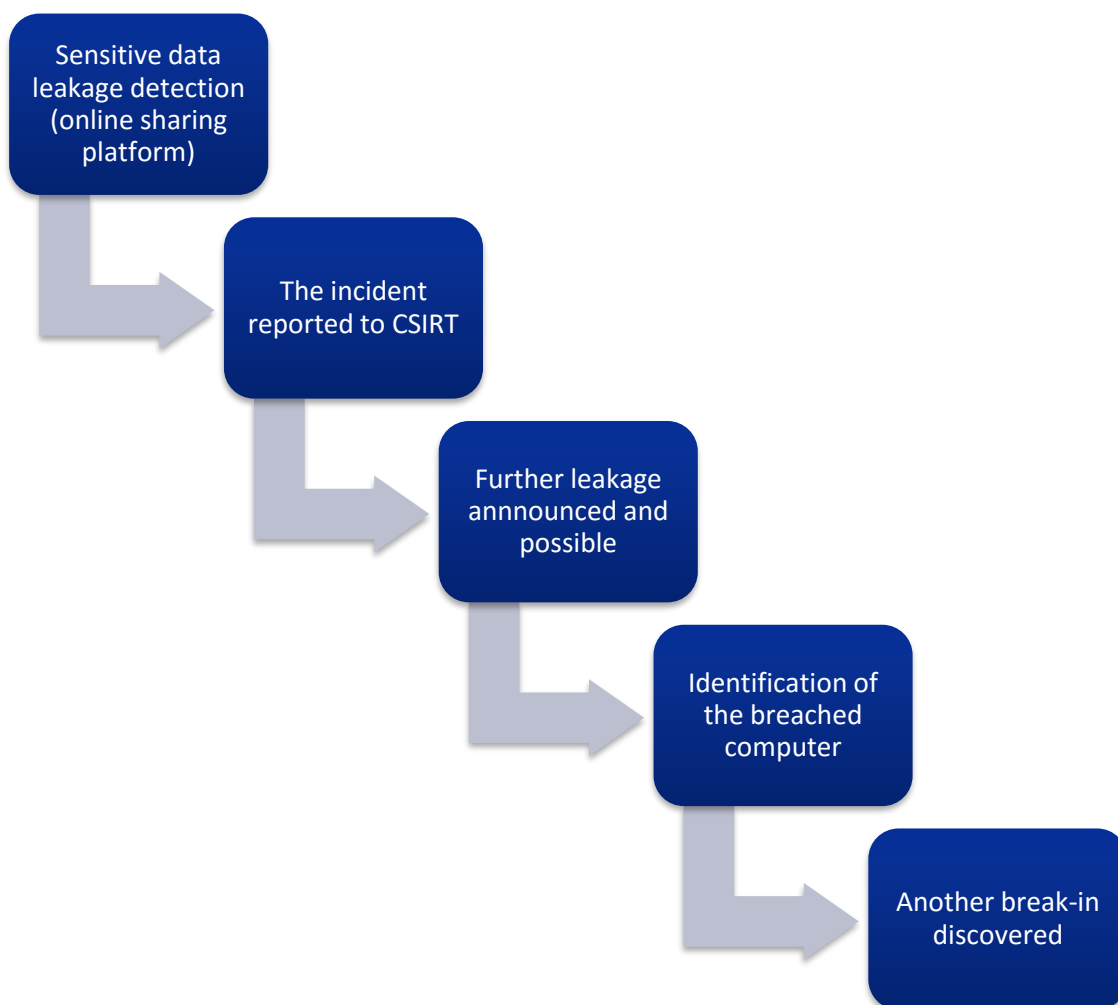 Sensitive data
leakage detection
(online sharing
platform)
The incident
reported to CSIRT
Further leakage
annnounced and
possible
Identification of
the breached
computer
Another break-in
discovered